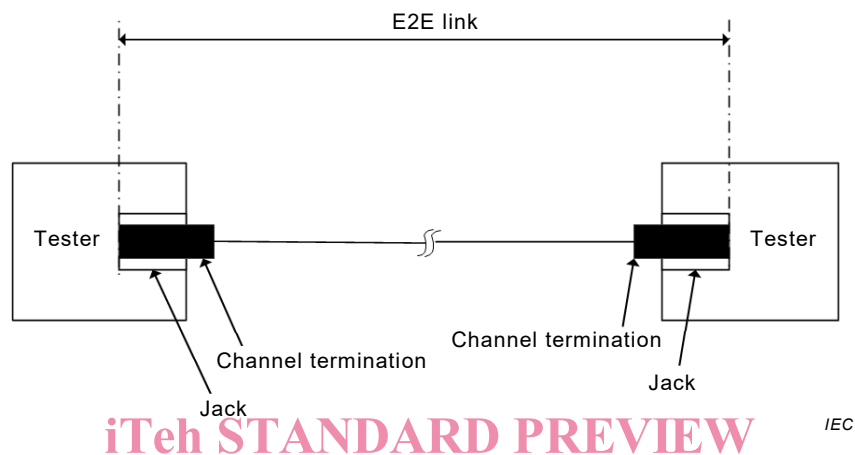 E2E link
Tester
Tester
Channel termination
Channel termination
Jack
Jack
iTeh STANDARD PREVIEW
IEC